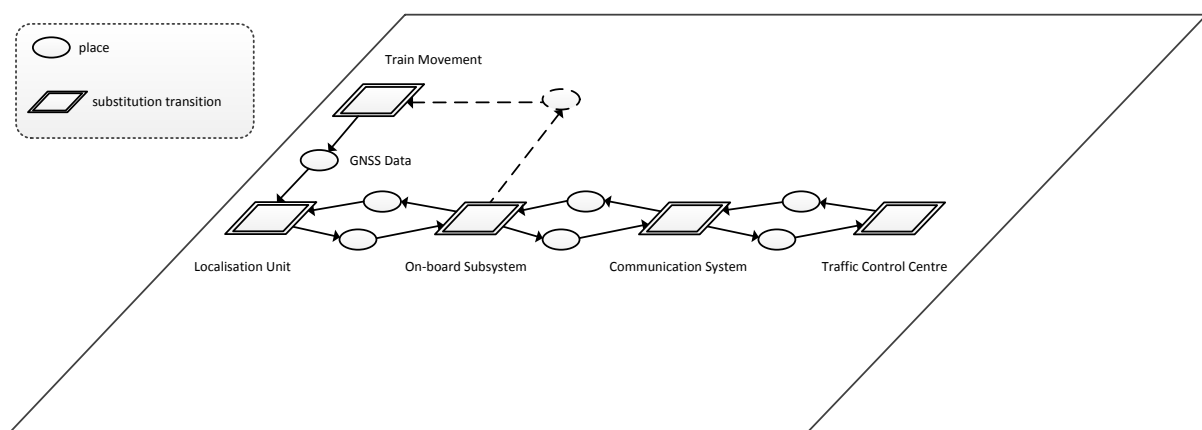 place
substitution transition
Train Movement
GNSS Data
Localisation Unit
On-board Subsystem
Communication System
Traffic Control Centre